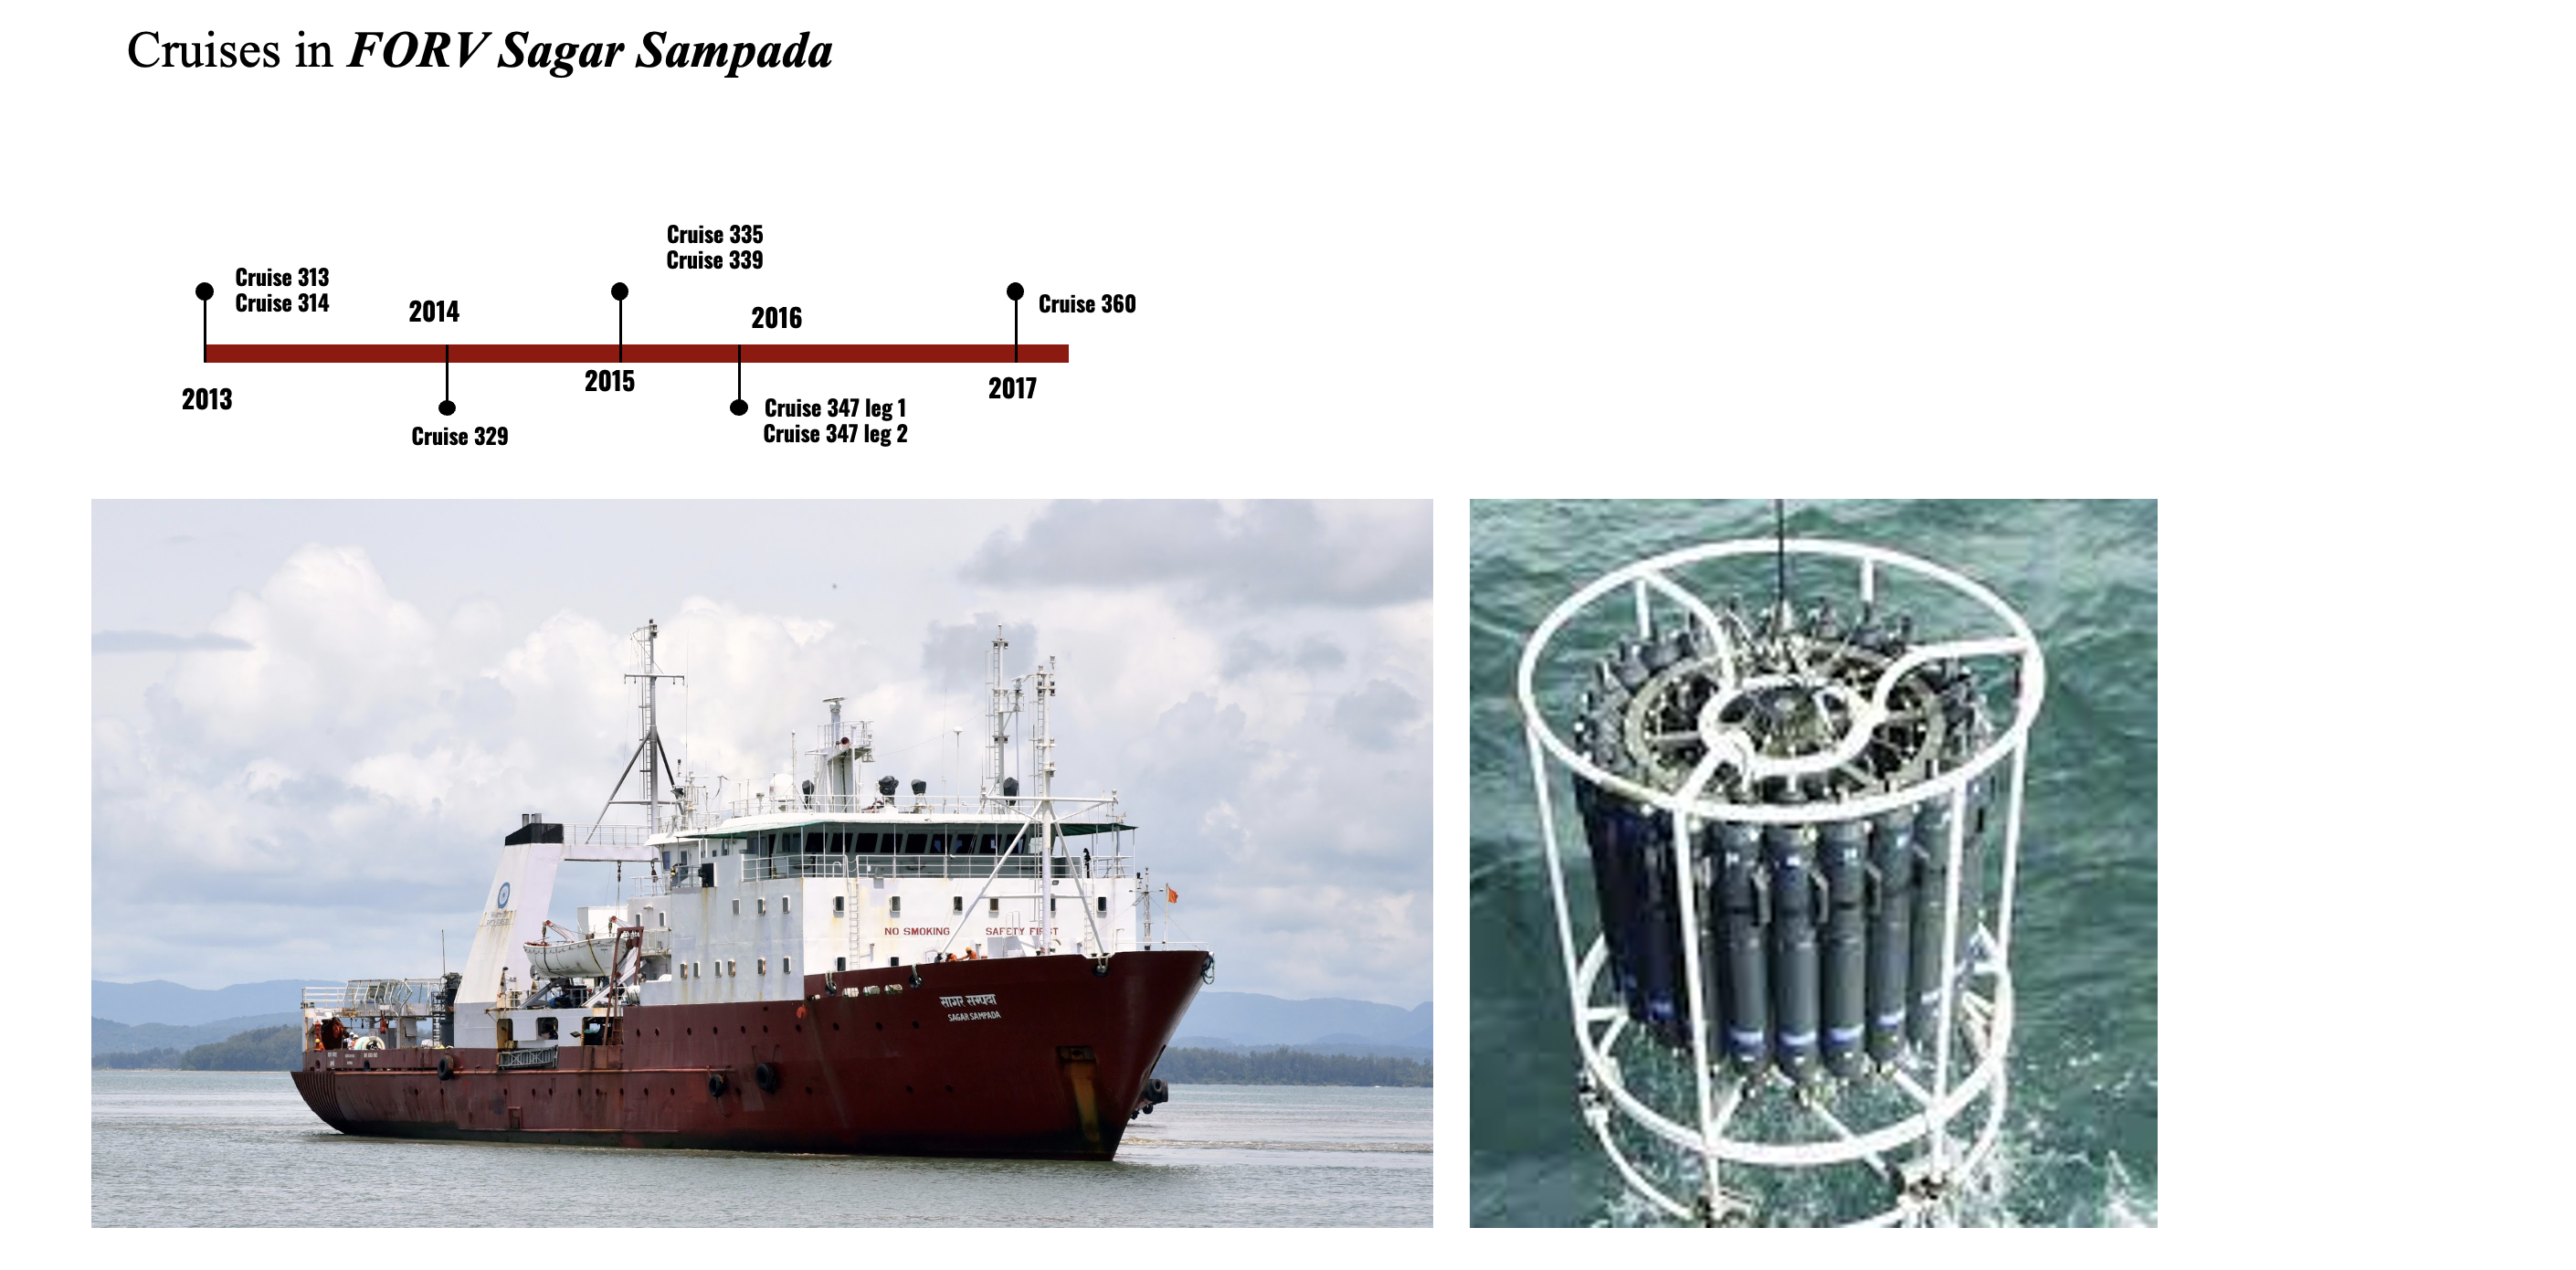 Cruises in FORV Sagar Sampada
Cruise 335
Cruise 339
Cruise 313
Cruise 314
2014
2016
Cruise 360
2013
2015
2017
Cruise 329
Cruise 347 leg 1
Cruise 347 leg 2
NO SMOKING
SAFETY FIRST
सागर सम्पदा
SAGAR SAMPADA